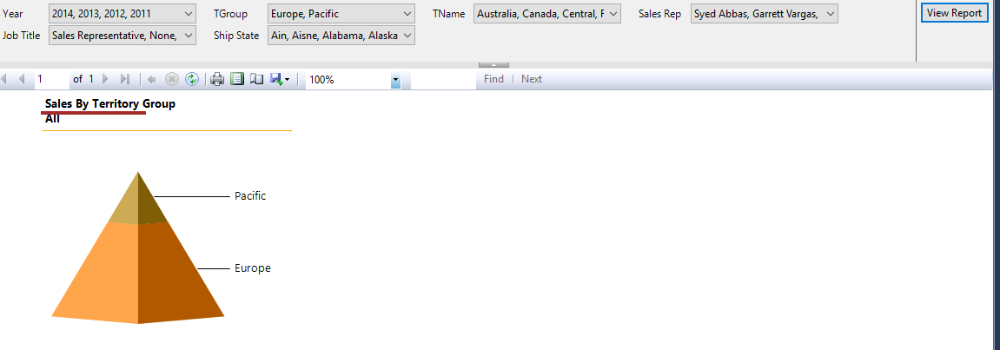 Year 2014, 2013, 2012, 2011 TGroup Europe, Pacific TName Australia, Canada, Central, F Sales Rep Syed Abbas, Garrett Vargas, View Report
Job Title Sales Representative, None, Ship State Ain, Aisne, Alabama, Alaska
1 of 1 100% Find | Next
Sales By Territory Group
All
Pacific
Europe